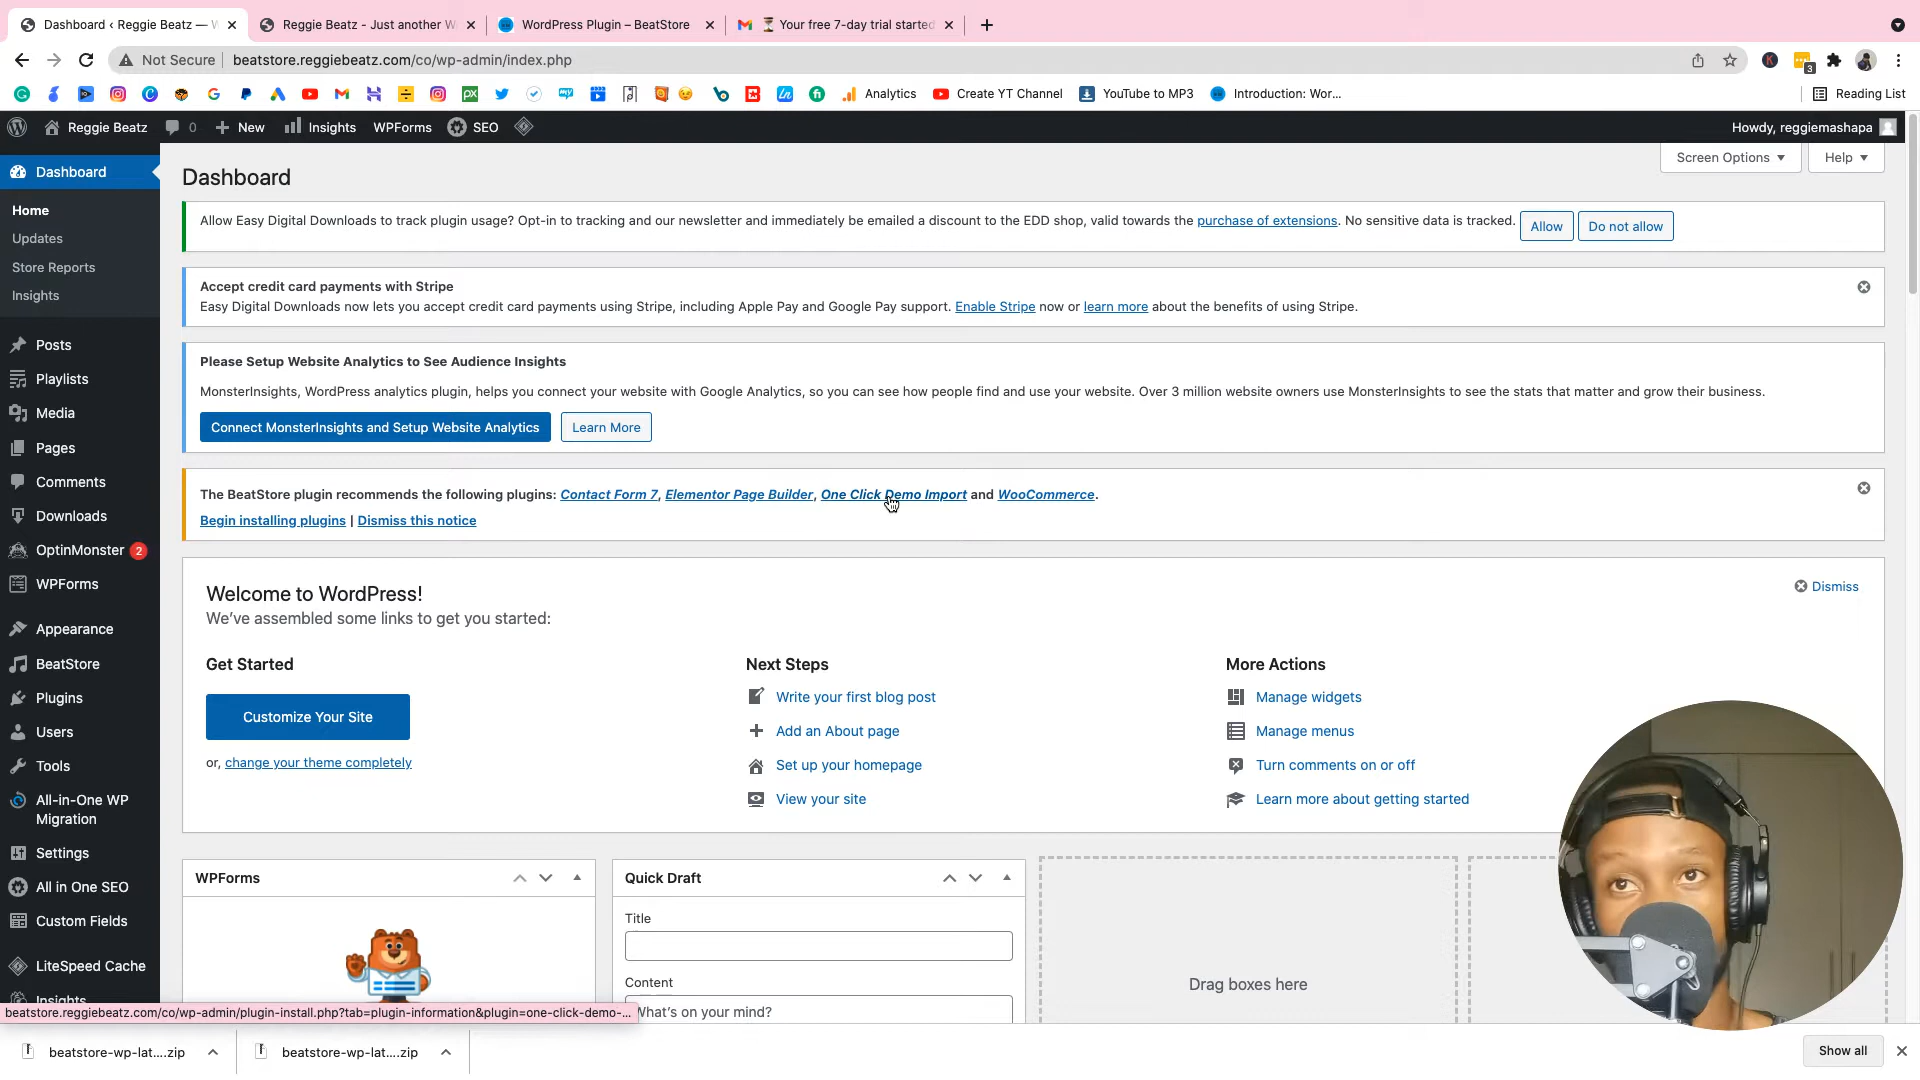 Dashboard ‹ Reggie Beatz — W
Reggie Beatz - Just another W
WordPress Plugin – BeatStore
Your free 7-day trial started
Not Secure
beatstore.reggiebeatz.com/co/wp-admin/index.php
3
Analytics
Create YT Channel
YouTube to MP3
Introduction: Wor...
Reading List
Reggie Beatz
0
New
Insights
WPForms
SEO
Howdy, reggiemashapa
Dashboard
Home
Updates
Store Reports
Insights
Posts
Playlists
Media
Pages
Comments
Downloads
OptinMonster 2
WPForms
Appearance
BeatStore
Plugins
Users
Tools
All-in-One WP
Migration
Settings
All in One SEO
Custom Fields
LiteSpeed Cache
Insights
Screen Options
Help
Dashboard
Allow Easy Digital Downloads to track plugin usage? Opt-in to tracking and our newsletter and immediately be emailed a discount to the EDD shop, valid towards the purchase of extensions. No sensitive data is tracked. Allow Do not allow
Accept credit card payments with Stripe
Easy Digital Downloads now lets you accept credit card payments using Stripe, including Apple Pay and Google Pay support. Enable Stripe now or learn more about the benefits of using Stripe.
Please Setup Website Analytics to See Audience Insights
MonsterInsights, WordPress analytics plugin, helps you connect your website with Google Analytics, so you can see how people find and use your website. Over 3 million website owners use MonsterInsights to see the stats that matter and grow their business.
Connect MonsterInsights and Setup Website Analytics
Learn More
The BeatStore plugin recommends the following plugins: Contact Form 7, Elementor Page Builder, One Click Demo Import and WooCommerce.
Begin installing plugins | Dismiss this notice
Welcome to WordPress!
Dismiss
We've assembled some links to get you started:
Get Started
Customize Your Site
or, change your theme completely
Next Steps
Write your first blog post
Add an About page
Set up your homepage
View your site
More Actions
Manage widgets
Manage menus
Turn comments on or off
Learn more about getting started
WPForms
Quick Draft
Title
Content
What's on your mind?
Drag boxes here
beatstore.reggiebeatz.com/co/wp-admin/plugin-install.php?tab=plugin-information&plugin=one-click-demo-...
beatstore-wp-lat....zip
beatstore-wp-lat....zip
Show all